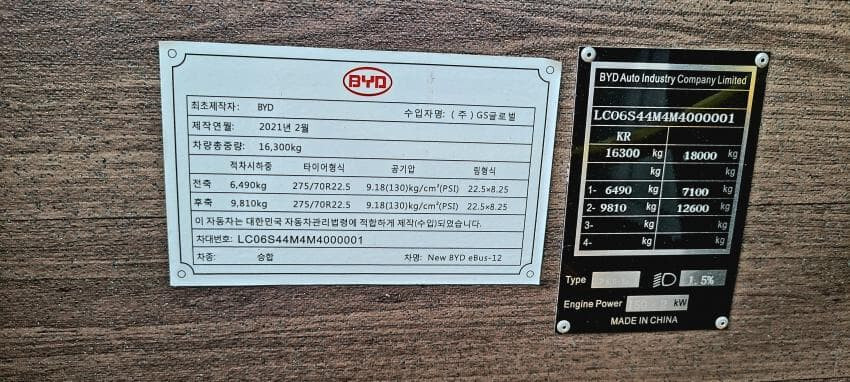 BYD
최초제작자: BYD 수입자명: (주) GS글로벌
제작연월: 2021년 2월
차량총중량: 16,300kg
적차시하중 타이어형식 공기압 림형식
전축 6,490kg 275/70R22.5 9.18(130)kg/cm²(PSI) 22.5×8.25
후축 9,810kg 275/70R22.5 9.18(130)kg/cm²(PSI) 22.5×8.25
이 자동차는 대한민국 자동차관리법령에 적합하게 제작(수입)되었습니다.
차대번호: LC06S44M4M4000001
차종: 승합 차명: New BYD eBus-12
BYD Auto Industry Company Limited
LC06S44M4M4000001
KR
16300 kg 18000 kg
kg kg
1- 6490 kg 7100 kg
2- 9810 kg 12600 kg
3- kg kg
4- kg kg
Type 1.5%
Engine Power kW
MADE IN CHINA